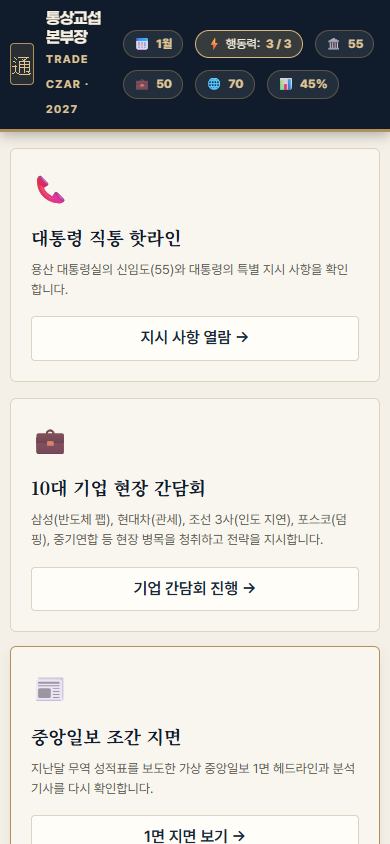 通
통상교섭
본부장
TRADE
CZAR ·
2027
1월
행동력: 3 / 3
55
50
70
45%
대통령 직통 핫라인
용산 대통령실의 신임도(55)와 대통령의 특별 지시 사항을 확인
합니다.
지시 사항 열람 →
10대 기업 현장 간담회
삼성(반도체 팹), 현대차(관세), 조선 3사(인도 지연), 포스코(덤
핑), 중기연합 등 현장 병목을 청취하고 전략을 지시합니다.
기업 간담회 진행 →
중앙일보 조간 지면
지난달 무역 성적표를 보도한 가상 중앙일보 1면 헤드라인과 분석
기사를 다시 확인합니다.
1면 지면 보기 →